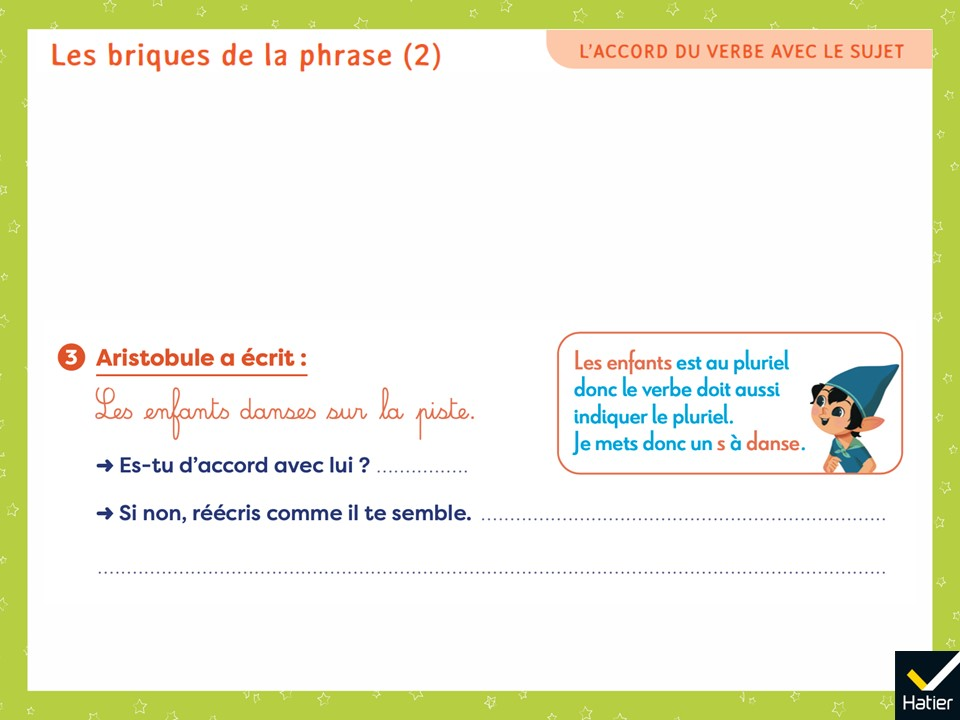 Les briques de la phrase (2)
L'ACCORD DU VERBE AVEC LE SUJET
3 Aristobule a écrit :
Les enfants danses sur la piste.
➜ Es-tu d'accord avec lui ? ................
➜ Si non, réécris comme il te semble. ......................................................................
........................................................................................................................................
Les enfants est au pluriel
donc le verbe doit aussi
indiquer le pluriel.
Je mets donc un s à danse.
Hatier